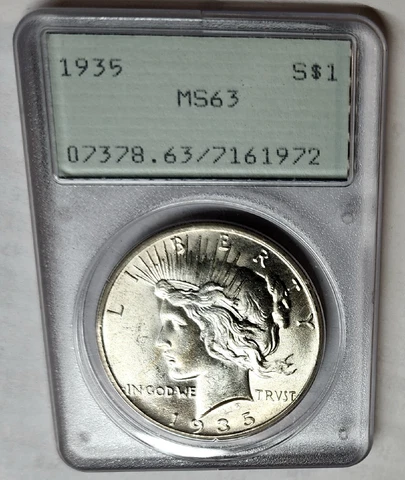 1935 S$1
MS63
07378.63/7161972
LIBERTY
IN GOD WE TRVST
1935